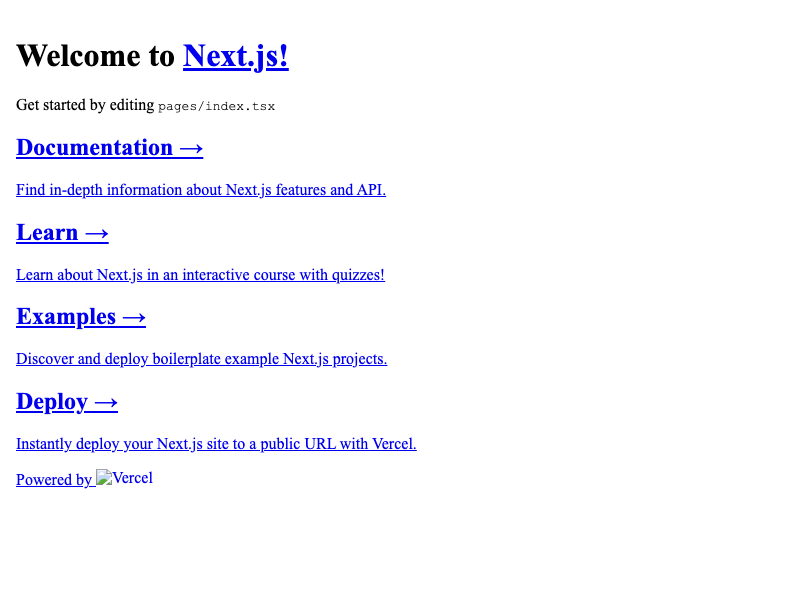 Welcome to Next.js!
Get started by editing pages/index.tsx
Documentation →
Find in-depth information about Next.js features and API.
Learn →
Learn about Next.js in an interactive course with quizzes!
Examples →
Discover and deploy boilerplate example Next.js projects.
Deploy →
Instantly deploy your Next.js site to a public URL with Vercel.
Powered by Vercel